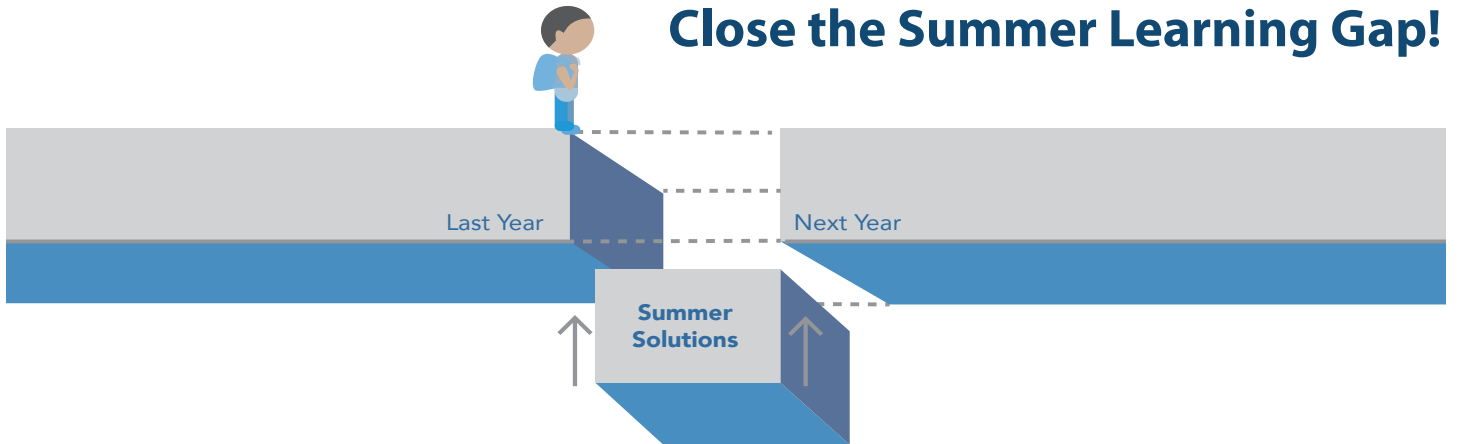 Close the Summer Learning Gap!
Last Year
Next Year
Summer
Solutions